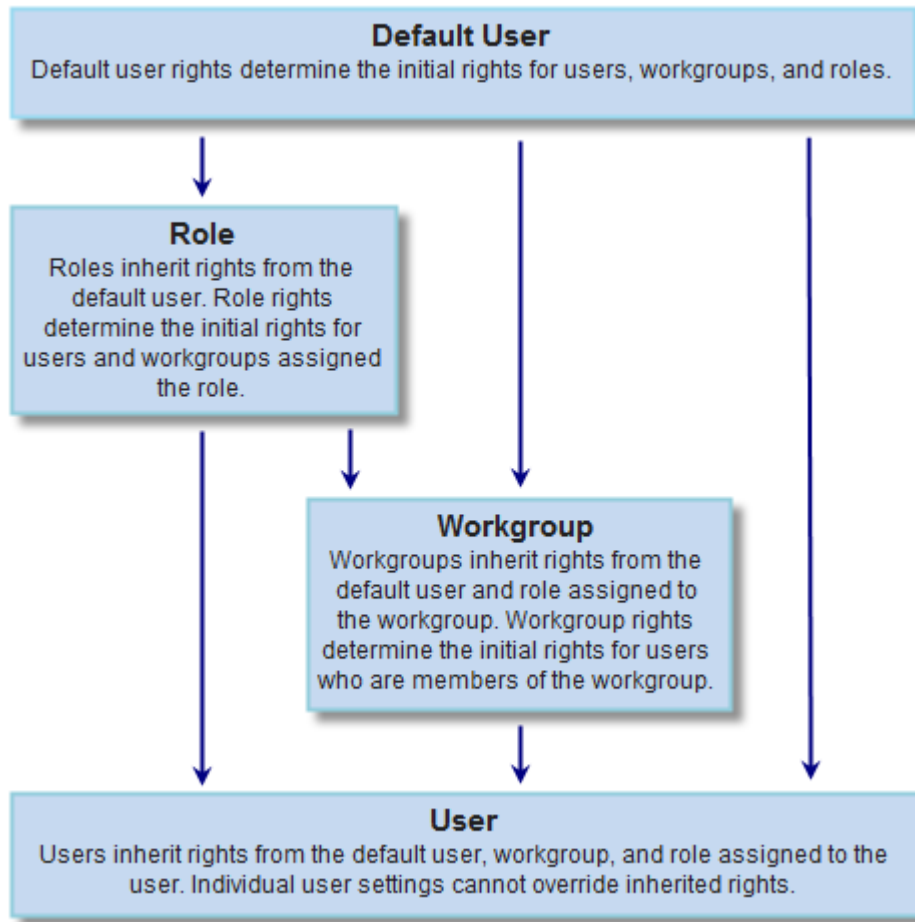 Default User
Default user rights determine the initial rights for users, workgroups, and roles.
Role
Roles inherit rights from the
default user. Role rights
determine the initial rights for
users and workgroups assigned
the role.
Workgroup
Workgroups inherit rights from the
default user and role assigned to
the workgroup. Workgroup rights
determine the initial rights for users
who are members of the workgroup.
User
Users inherit rights from the default user, workgroup, and role assigned to the
user. Individual user settings cannot override inherited rights.